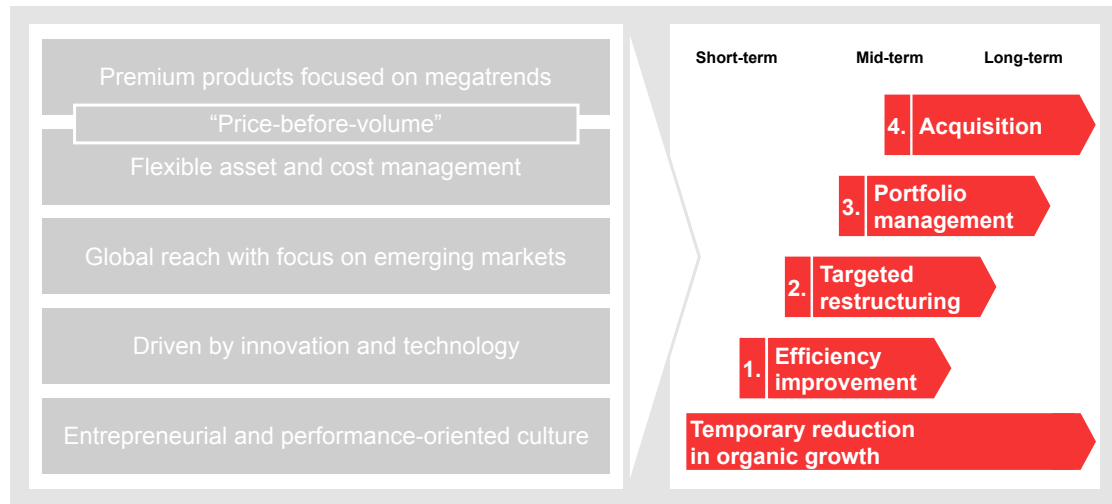 Premium products focused on megatrends
“Price-before-volume”
Flexible asset and cost management
Global reach with focus on emerging markets
Driven by innovation and technology
Entrepreneurial and performance-oriented culture
Short-term
Mid-term
Long-term
4.
Acquisition
3.
Portfolio
management
2.
Targeted
restructuring
1.
Efficiency
improvement
Temporary reduction
in organic growth